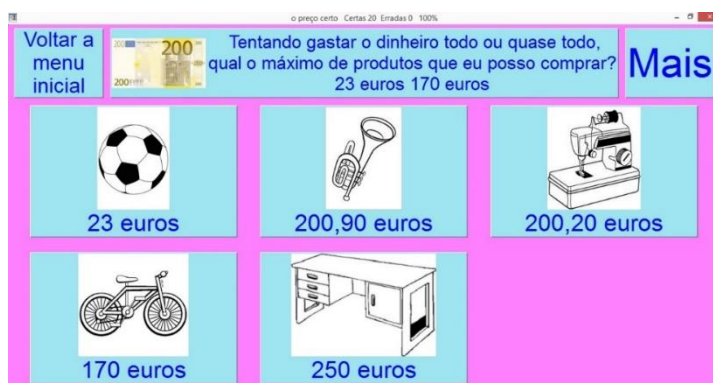 o preço certo Certas 20 Erradas 0 100%
Voltar a
menu
inicial
200
200
200
Tentando gastar o dinheiro todo ou quase todo,
qual o máximo de produtos que eu posso comprar?
23 euros 170 euros
Mais
23 euros
200,90 euros
200,20 euros
170 euros
250 euros